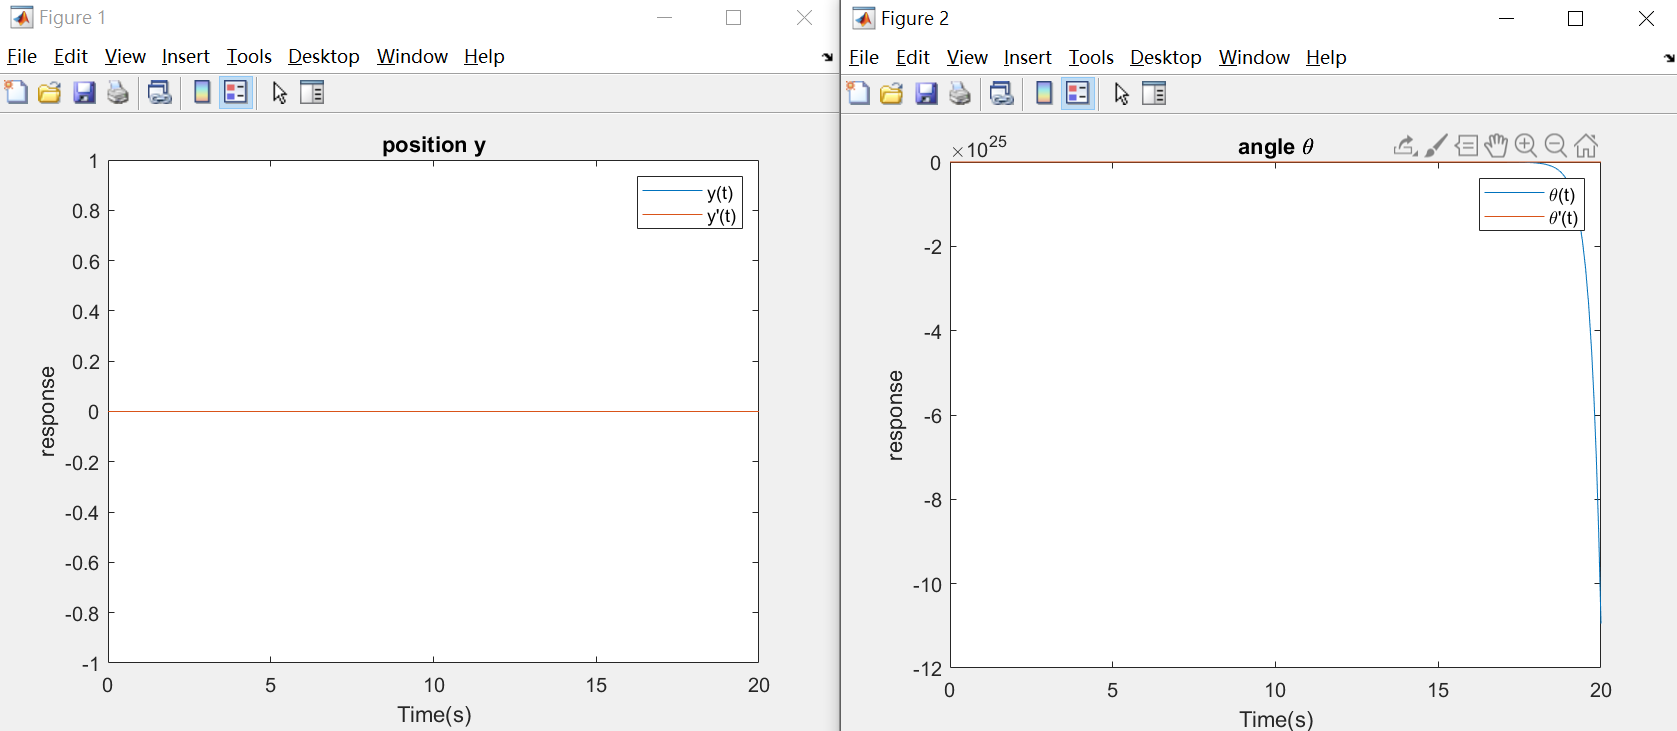 Figure 1
File Edit View Insert Tools Desktop Window Help
position y
1
0.8
0.6
0.4
0.2
0
-0.2
-0.4
-0.6
-0.8
-1
response
y(t)
y'(t)
0 5 10 15 20
Time(s)
Figure 2
File Edit View Insert Tools Desktop Window Help
×10^25
angle θ
0
-2
-4
-6
-8
-10
-12
response
θ(t)
θ'(t)
0 5 10 15 20
Time(s)